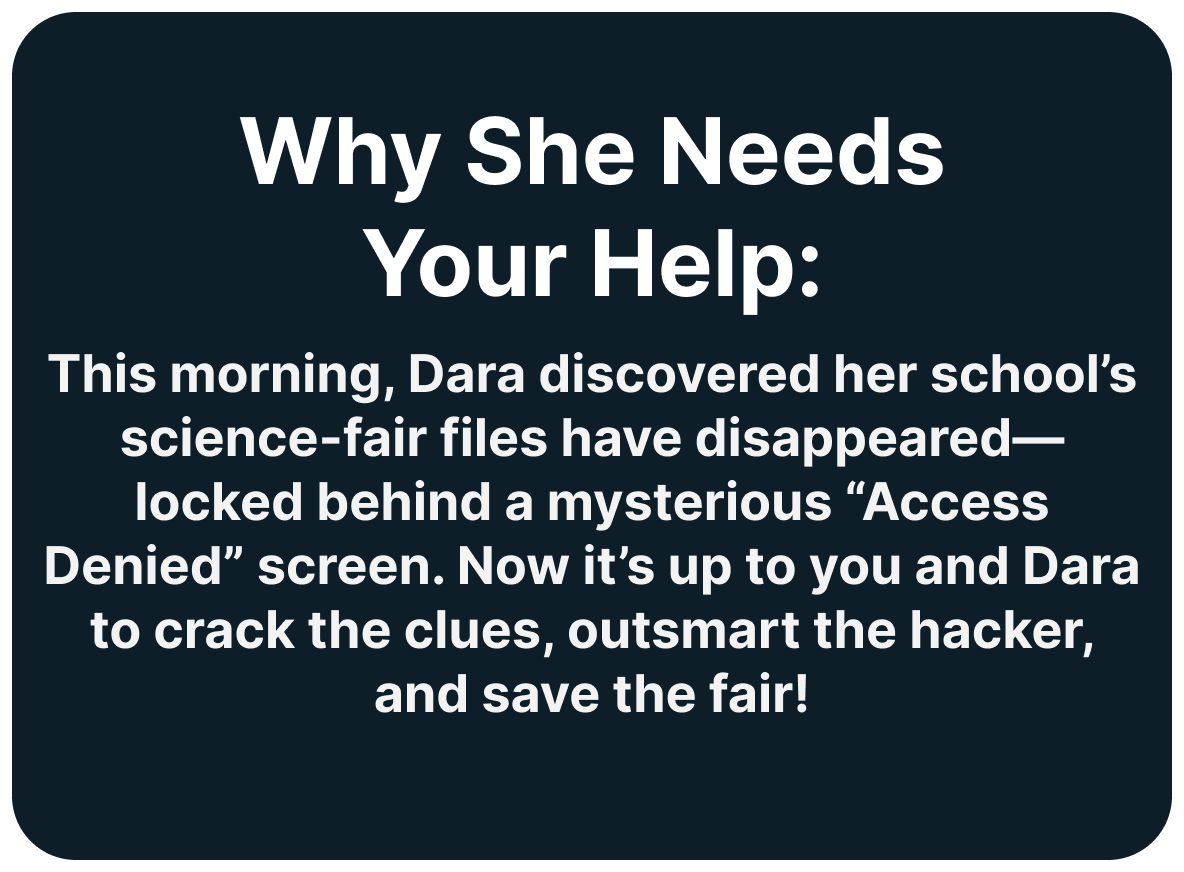 Why She Needs
Your Help:
This morning, Dara discovered her school’s
science-fair files have disappeared—
locked behind a mysterious “Access
Denied” screen. Now it’s up to you and Dara
to crack the clues, outsmart the hacker,
and save the fair!